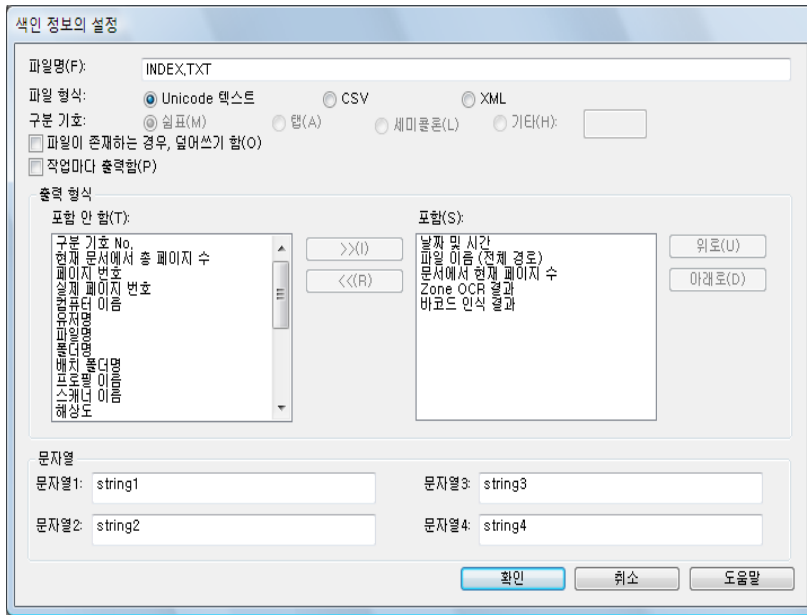 색인 정보의 설정
파일명(F): INDEX.TXT
파일 형식: Unicode 텍스트 CSV XML
구분 기호: 쉼표(M) 탭(A) 세미콜론(L) 기타(H):
파일이 존재하는 경우, 덮어쓰기 함(O)
작업마다 출력함(P)
출력 형식
포함 안 함(T):
구분 기호 No.
현재 문서에서 총 페이지 수
페이지 번호
실제 페이지 번호
컴퓨터 이름
유저명
파일명
폴더명
배치 폴더명
프로필 이름
스캐너 이름
해상도
>>(I)
<<(R)
포함(S):
날짜 및 시간
파일 이름 (전체 경로)
문서에서 현재 페이지 수
Zone OCR 결과
바코드 인식 결과
위로(U)
아래로(D)
문자열
문자열1: string1 문자열3: string3
문자열2: string2 문자열4: string4
확인 취소 도움말